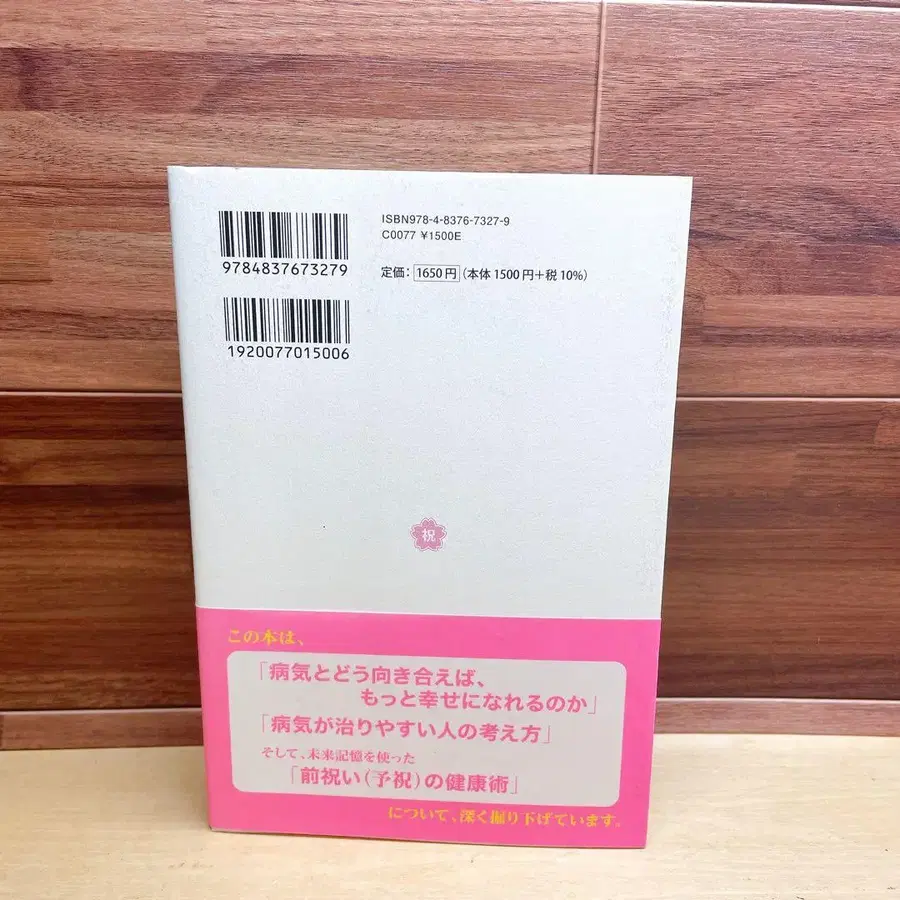 ISBN978-4-8376-7327-9
C0077 ¥1500E
9784837673279
定価：1650円（本体1500円＋税10%）
1920077015006
祝
この本は、
「病気とどう向き合えば、
もっと幸せになれるのか」
「病気が治りやすい人の考え方」
そして、未来記憶を使った
「前祝い（予祝）の健康術」
について、深く掘り下げています。